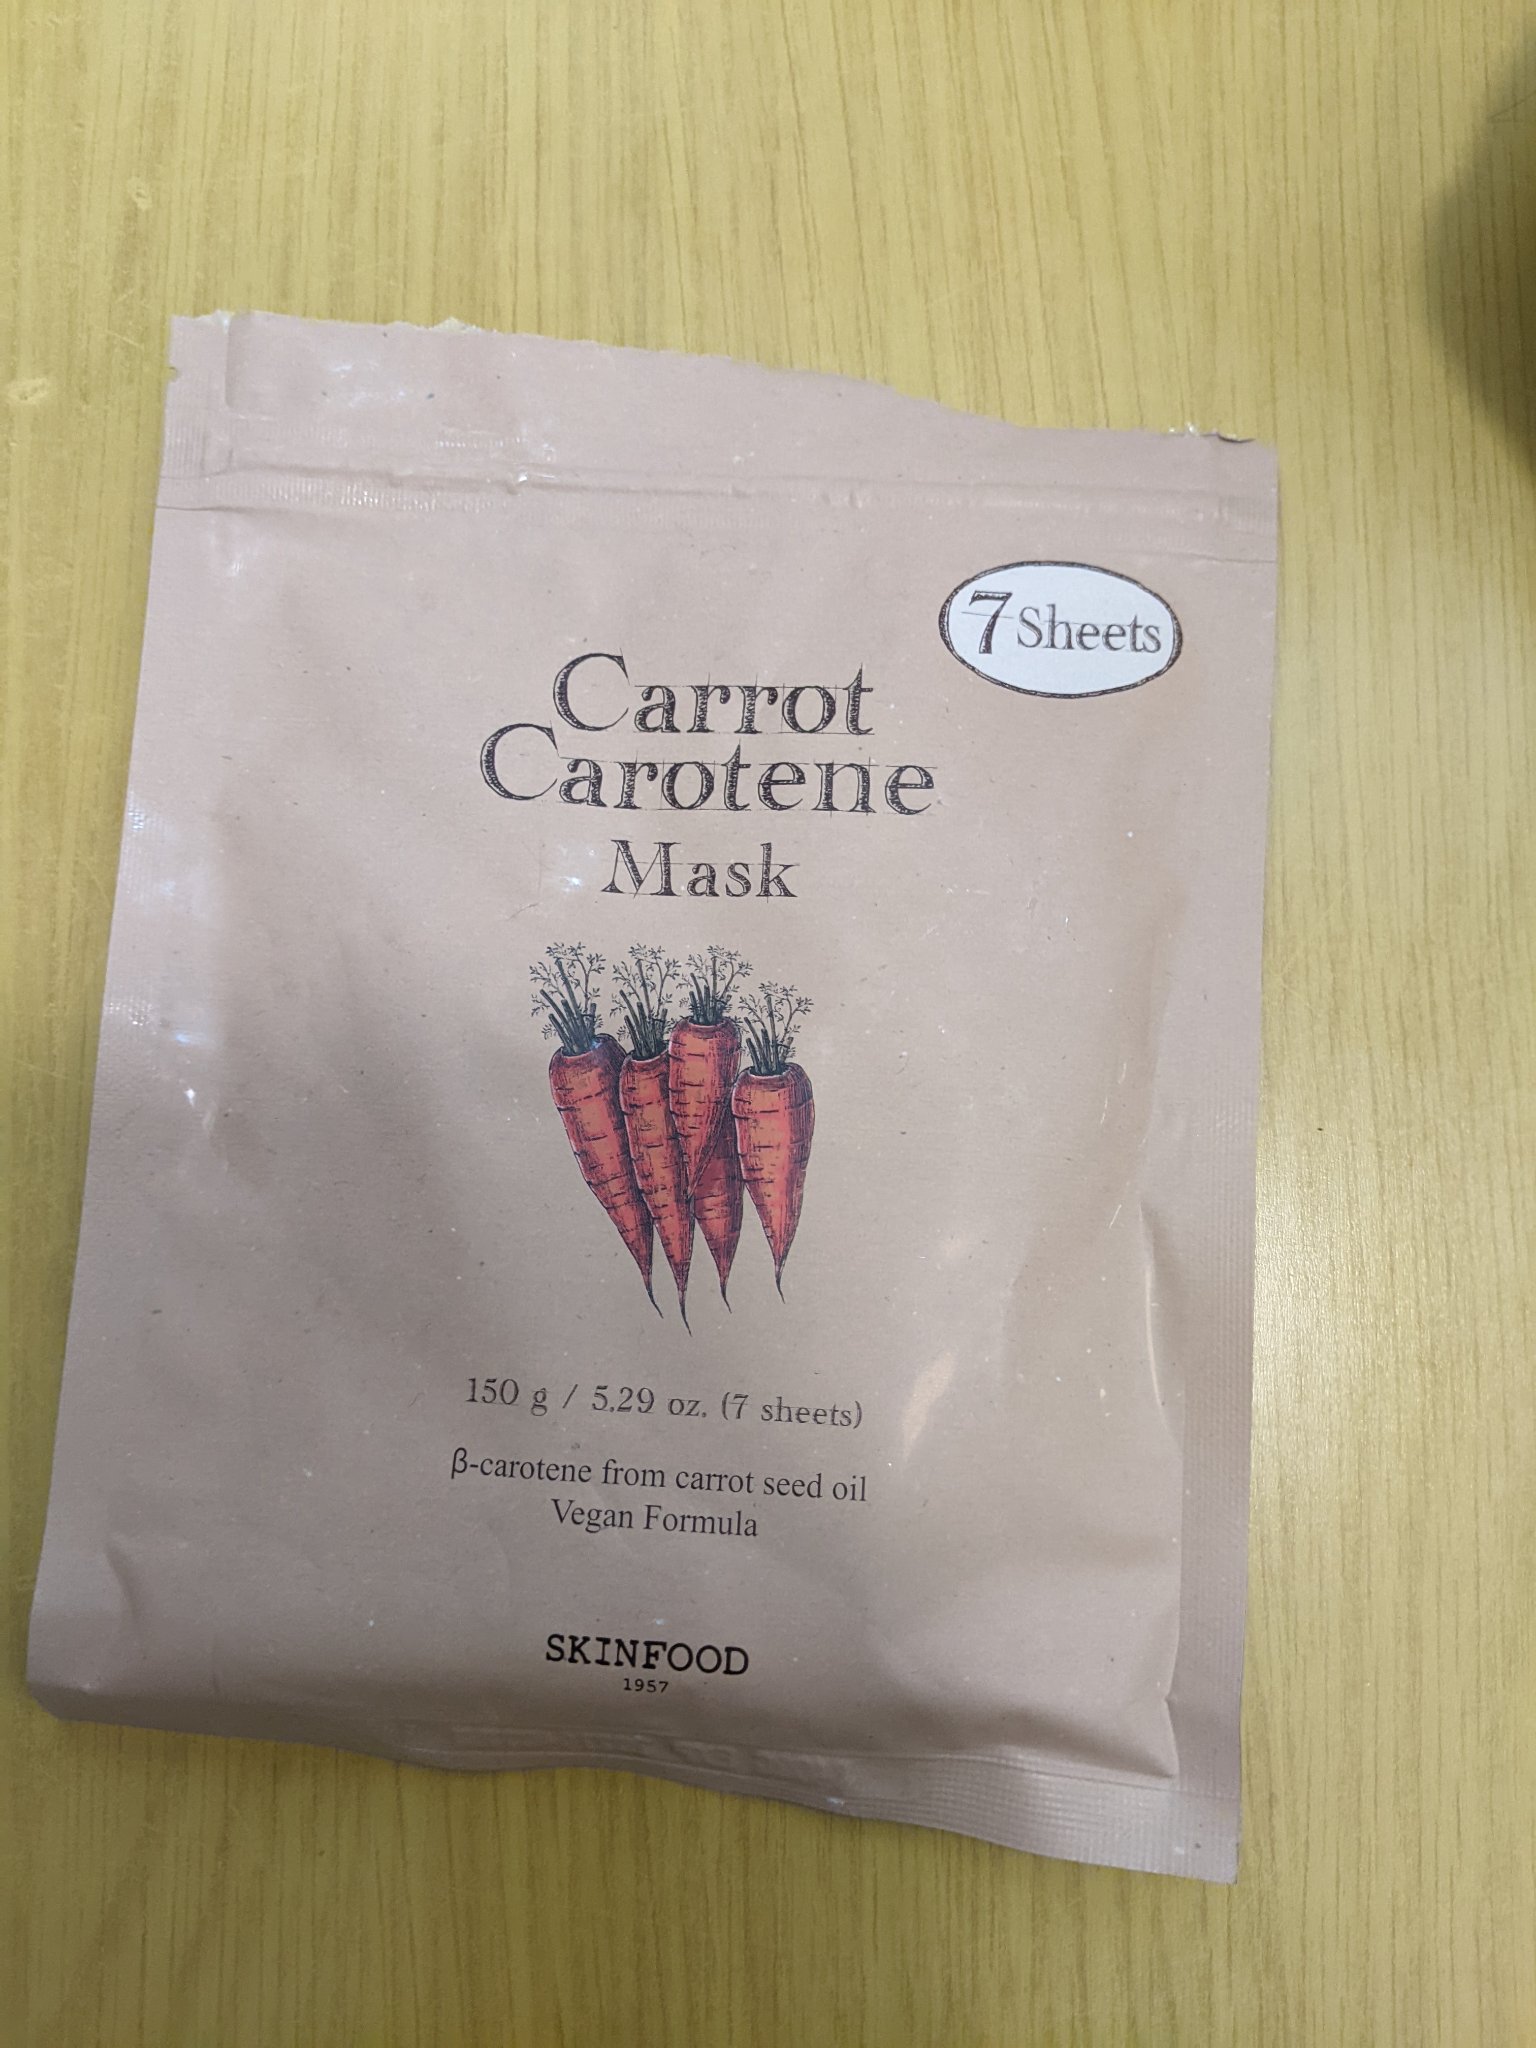 7 Sheets
Carrot
Carotene
Mask
150 g / 5.29 oz. (7 sheets)
β-carotene from carrot seed oil
Vegan Formula
SKINFOOD
1957